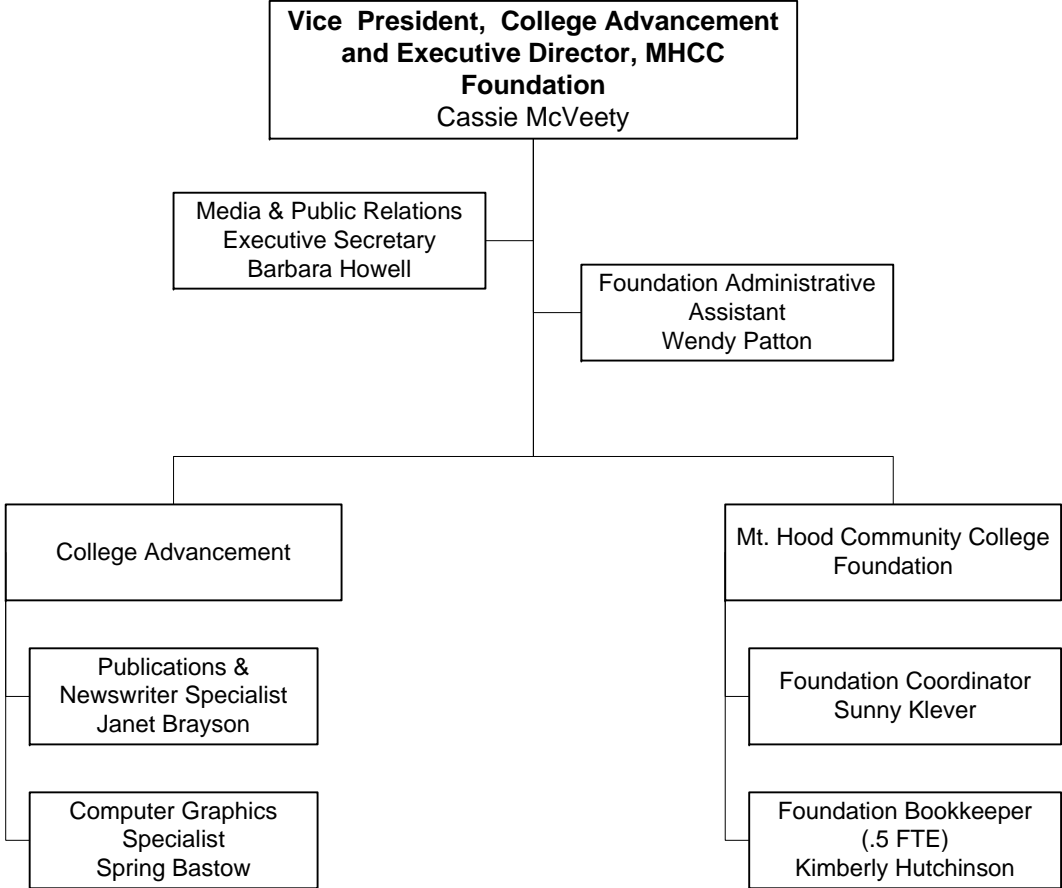 Vice President, College Advancement
and Executive Director, MHCC
Foundation
Cassie McVeety
Media & Public Relations
Executive Secretary
Barbara Howell
Foundation Administrative
Assistant
Wendy Patton
College Advancement
Mt. Hood Community College
Foundation
Publications &
Newswriter Specialist
Janet Brayson
Foundation Coordinator
Sunny Klever
Computer Graphics
Specialist
Spring Bastow
Foundation Bookkeeper
(.5 FTE)
Kimberly Hutchinson